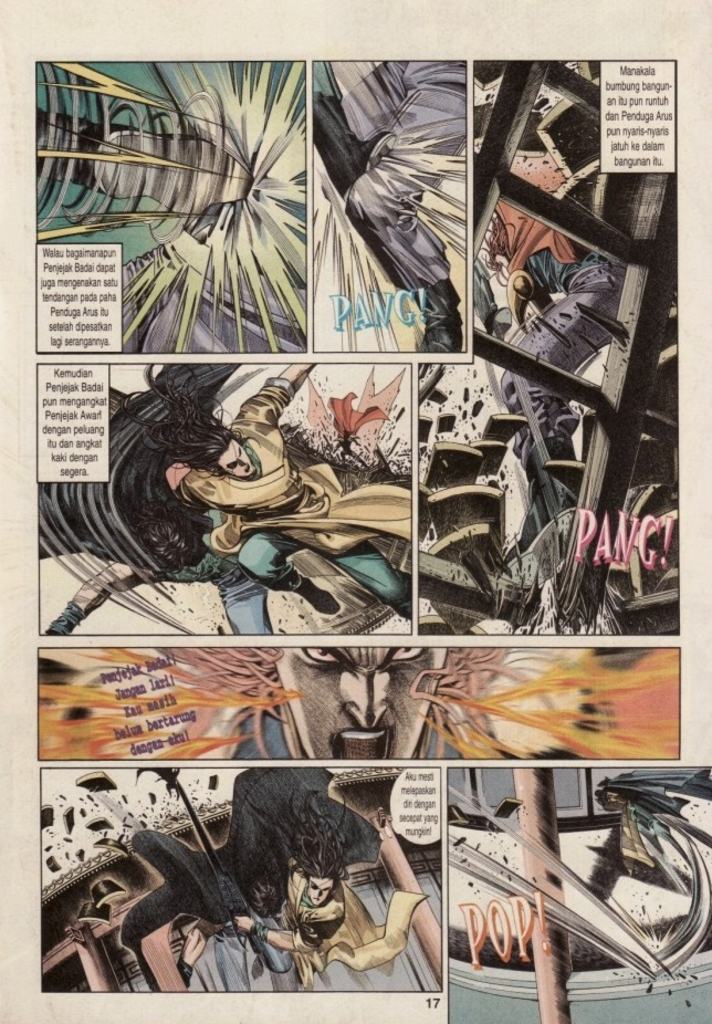 Walau bagaimanapun
Penjejak Badai dapat
juga mengenakan satu
tendangan pada paha
Penduga Arus itu
setelah dipesatkan
lagi serangannya.
PANG!
Manakala
bumbung bangun-
an itu pun runtuh
dan Penduga Arus
pun nyaris-nyaris
jatuh ke dalam
bangunan itu.
Kemudian
Penjejak Badai
pun mengangkat
Penjejak Awan
dengan peluang
itu dan angkat
kaki dengan
segera.
PANG!
Penjejak Badai!
Jangan lari!
Kau masih
belum bertarung
dengan aku!
Aku mesti
melepaskan
diri dengan
secepat yang
mungkin!
POP!
17